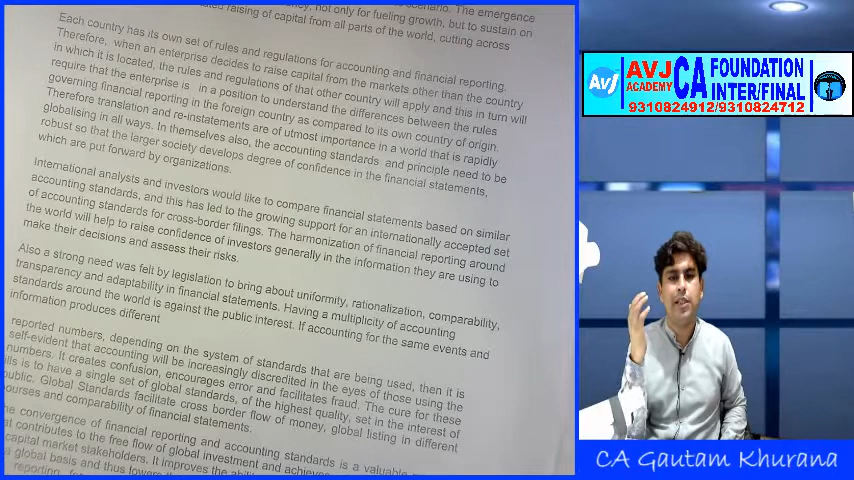 scenario. The emergence
not only for fueling growth, but to sustain on
raising of capital from all parts of the world, cutting across
Each country has its own set of rules and regulations for accounting and financial reporting.
Therefore, when an enterprise decides to raise capital from the markets other than the country
in which it is located, the rules and regulations of that other country will apply and this in turn will
require that the enterprise is in a position to understand the differences between the rules
governing financial reporting in the foreign country as compared to its own country of origin.
Therefore translation and re-instatements are of utmost importance in a world that is rapidly
globalising in all ways. In themselves also, the accounting standards and principle need to be
robust so that the larger society develops degree of confidence in the financial statements,
which are put forward by organizations.
International analysts and investors would like to compare financial statements based on similar
accounting standards, and this has led to the growing support for an internationally accepted set
of accounting standards for cross-border filings. The harmonization of financial reporting around
the world will help to raise confidence of investors generally in the information they are using to
make their decisions and assess their risks.
Also a strong need was felt by legislation to bring about uniformity, rationalization, comparability,
transparency and adaptability in financial statements. Having a multiplicity of accounting
standards around the world is against the public interest. If accounting for the same events and
information produces different
reported numbers, depending on the system of standards that are being used, then it is
self-evident that accounting will be increasingly discredited in the eyes of those using the
numbers. It creates confusion, encourages error and facilitates fraud. The cure for these
ills is to have a single set of global standards, of the highest quality, set in the interest of
public. Global Standards facilitate cross border flow of money, global listing in different
bourses and comparability of financial statements.
The convergence of financial reporting and accounting standards is a valuable
contributes to the free flow of global investment and achieves
capital market stakeholders. It improves the
a global basis and thus
reporting,
AVJ
ACADEMY
CA
FOUNDATION
INTER/FINAL
9310824912/9310824712
CA Gautam Khurana